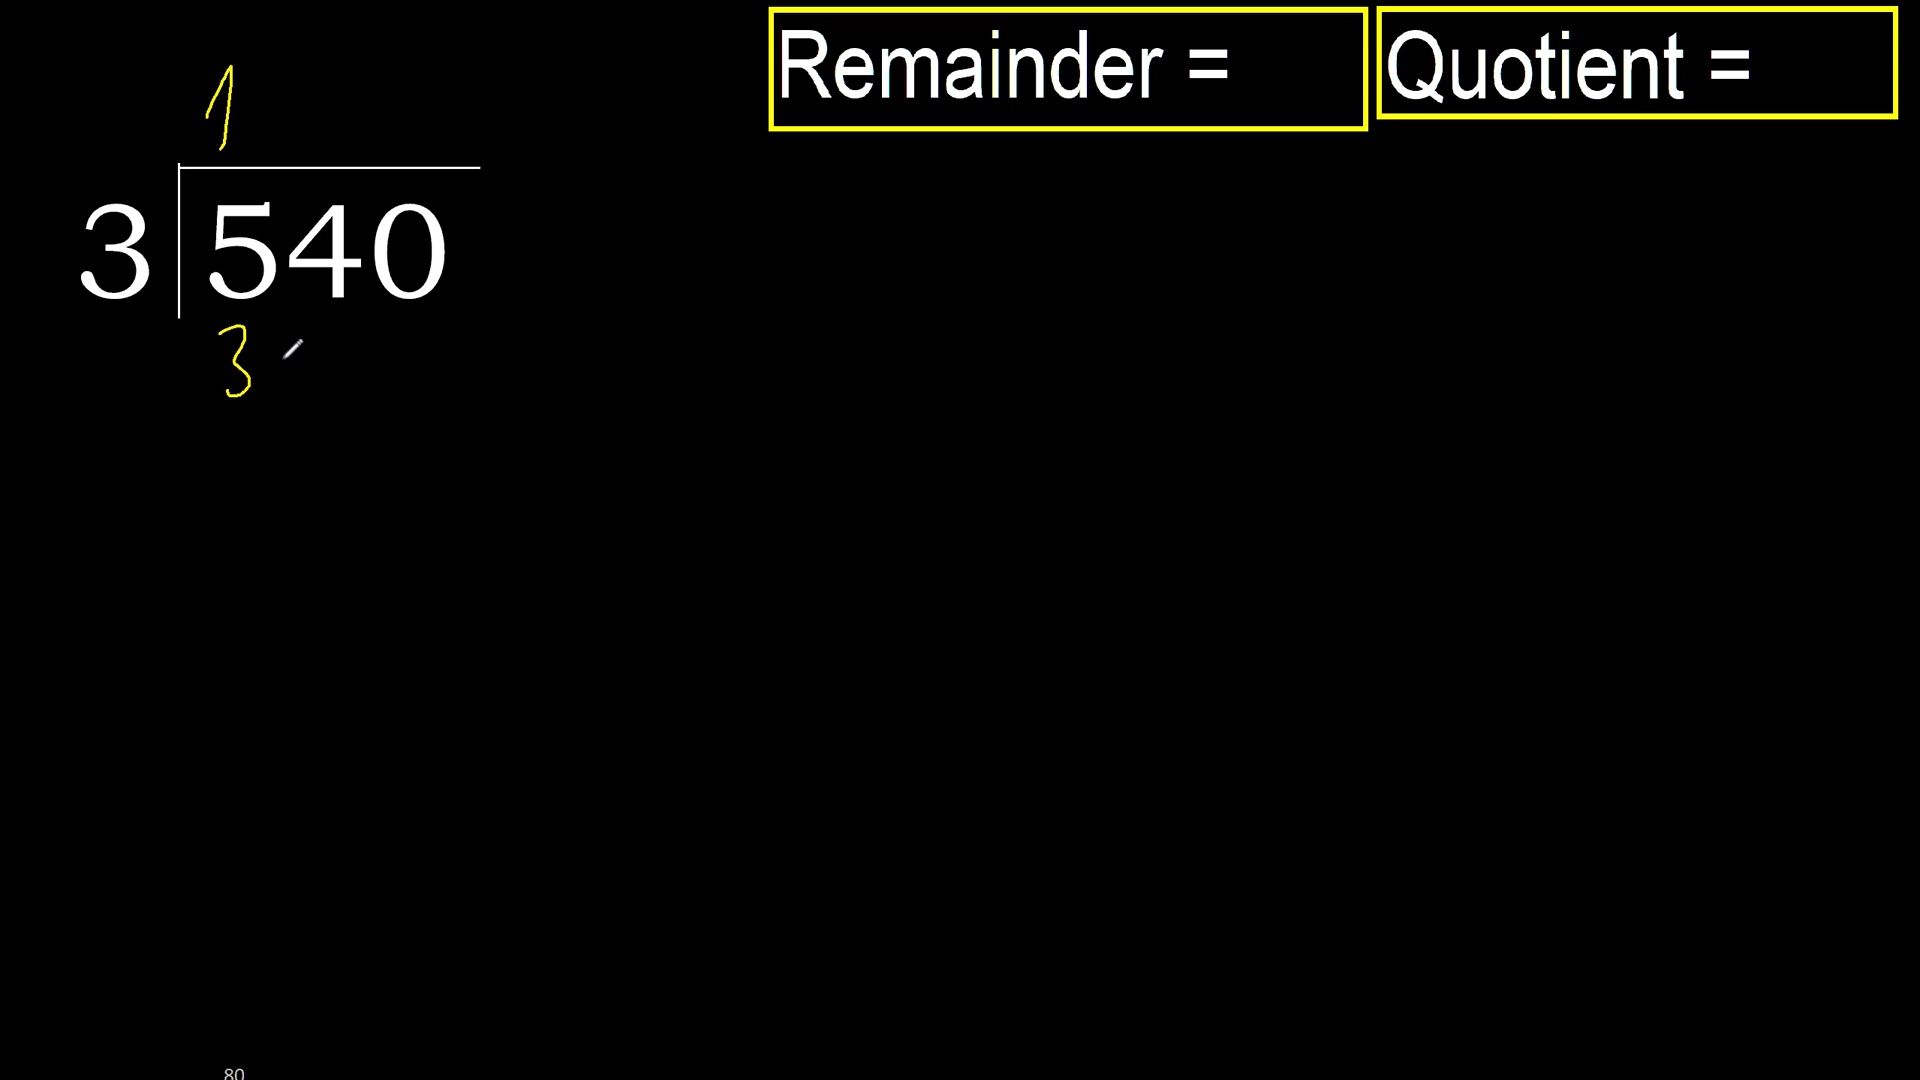 Remainder = Quotient =
1
3 540
3
80